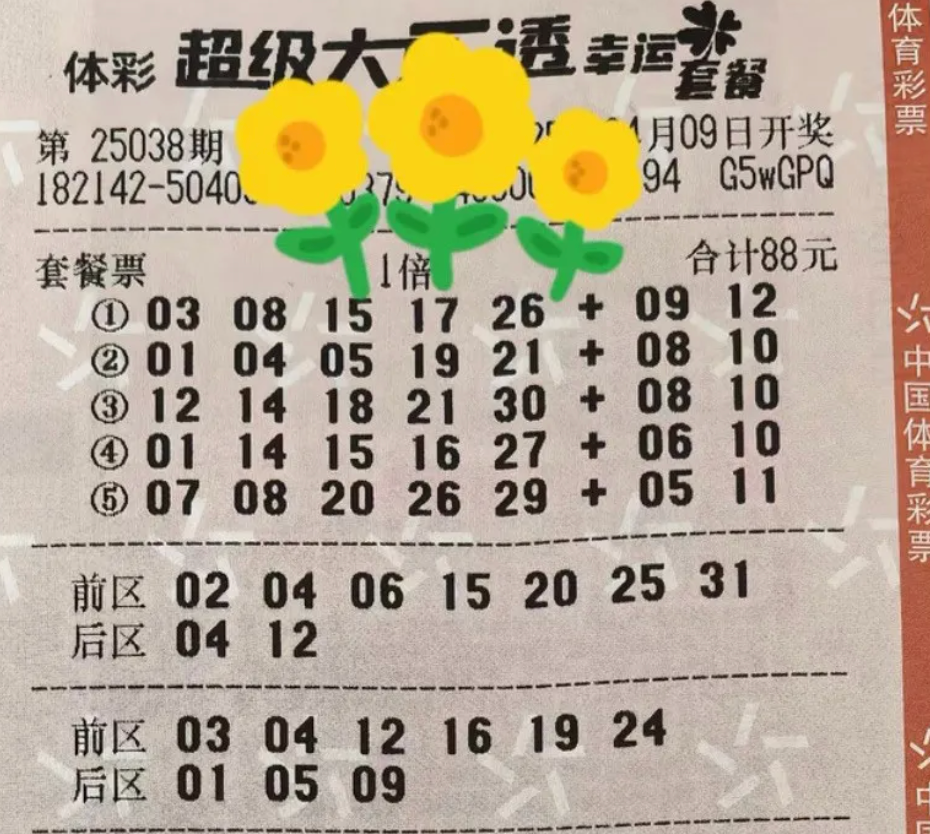 体彩 超级大 透 幸运套餐
第 25038期 月09日开奖
182142-5040 94 G5wGPQ
套餐票 1倍 合计88元
① 03 08 15 17 26 + 09 12
② 01 04 05 19 21 + 08 10
③ 12 14 18 21 30 + 08 10
④ 01 14 15 16 27 + 06 10
⑤ 07 08 20 26 29 + 05 11
前区 02 04 06 15 20 25 31
后区 04 12
前区 03 04 12 16 19 24
后区 01 05 09
体育彩票
中国体育彩票
中